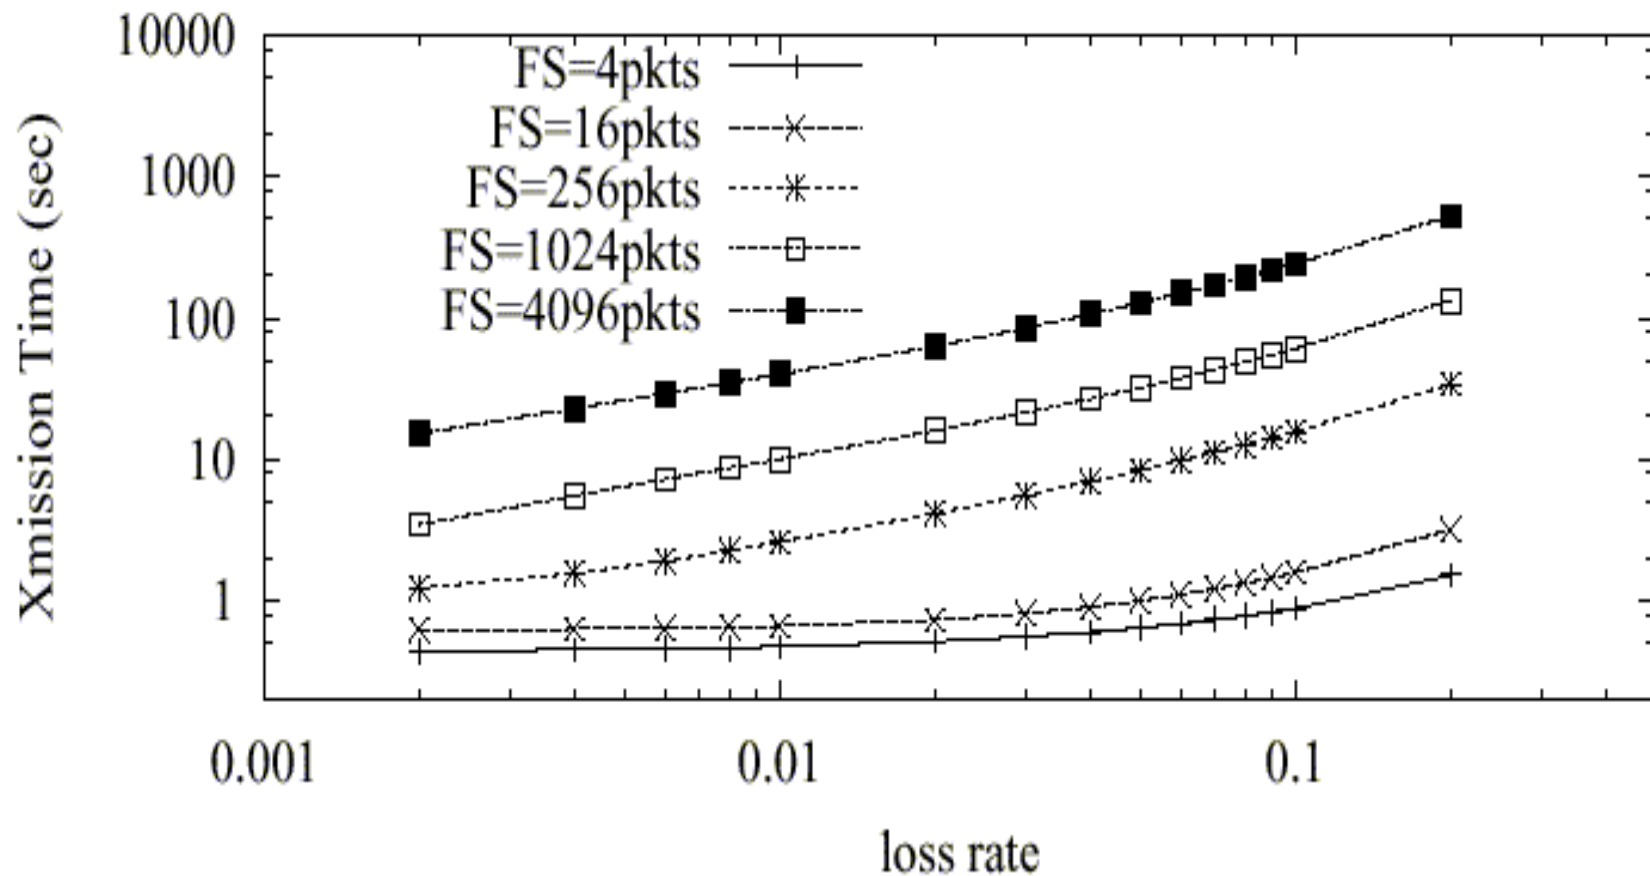 10000
1000
100
10
1
Xmission Time (sec)
FS=4pkts
FS=16pkts
FS=256pkts
FS=1024pkts
FS=4096pkts
0.001 0.01 0.1
loss rate